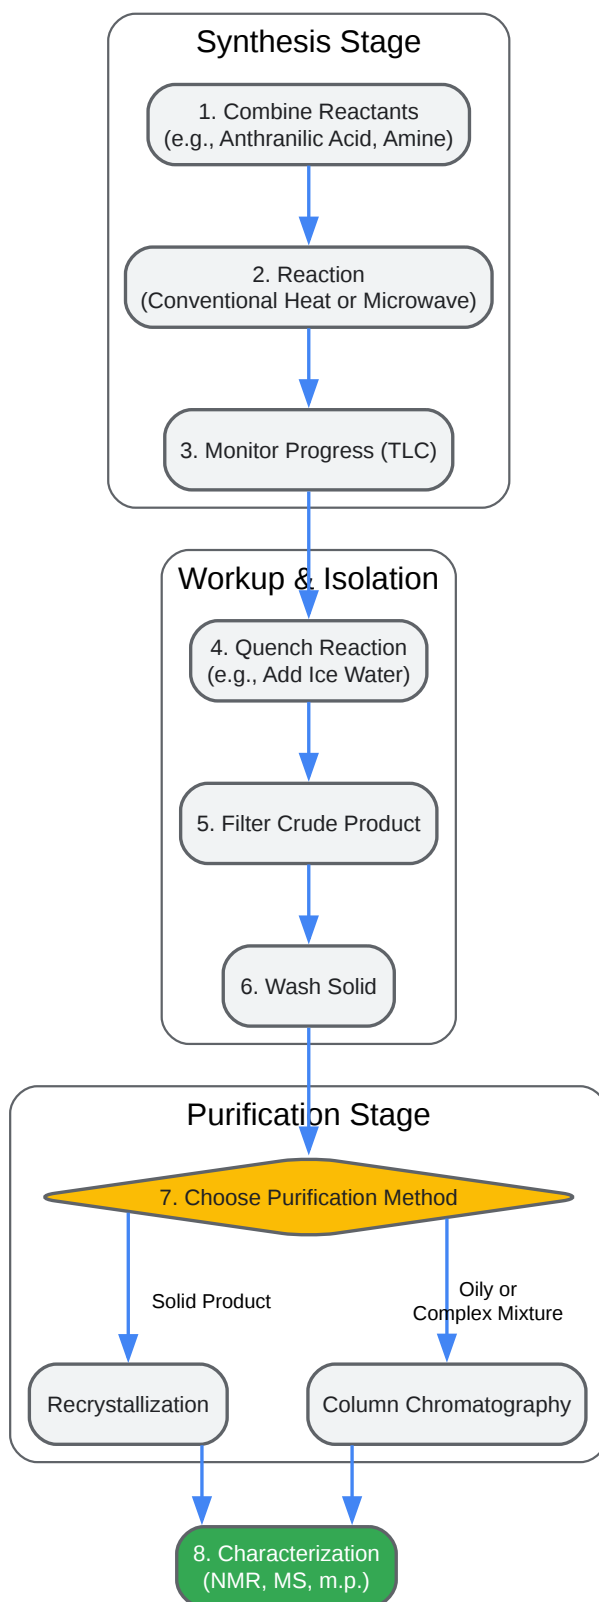 Synthesis Stage
1. Combine Reactants
(e.g., Anthranilic Acid, Amine)
2. Reaction
(Conventional Heat or Microwave)
3. Monitor Progress (TLC)
Workup & Isolation
4. Quench Reaction
(e.g., Add Ice Water)
5. Filter Crude Product
6. Wash Solid
Purification Stage
7. Choose Purification Method
Solid Product
Oily or
Complex Mixture
Recrystallization
Column Chromatography
8. Characterization
(NMR, MS, m.p.)